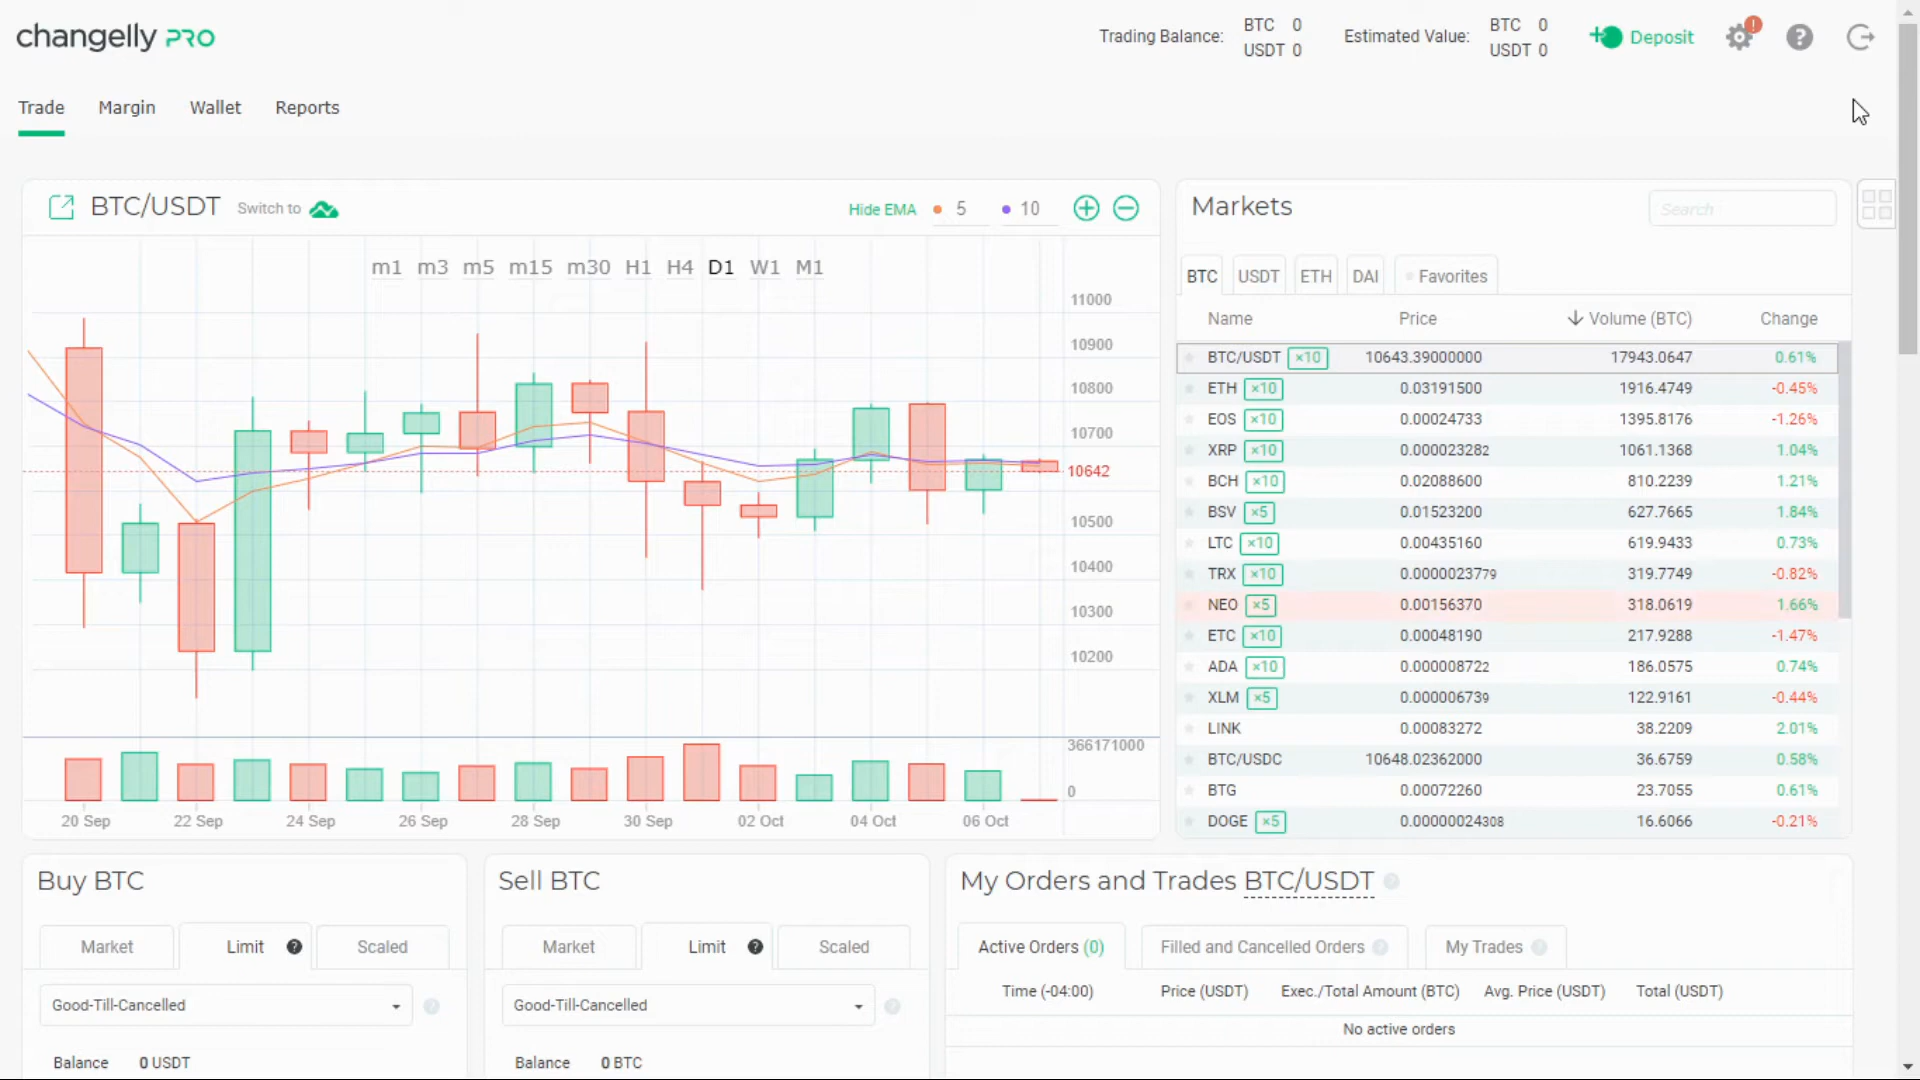 changelly PRO
Trading Balance: BTC 0
USDT 0
Estimated Value: BTC 0
USDT 0
Deposit
!
?
Trade Margin Wallet Reports
BTC/USDT Switch to
Hide EMA 5 10
m1 m3 m5 m15 m30 H1 H4 D1 W1 M1
11000
10900
10800
10700
10642
10500
10400
10300
10200
366171000
0
20 Sep 22 Sep 24 Sep 26 Sep 28 Sep 30 Sep 02 Oct 04 Oct 06 Oct
Markets
Search
BTC USDT ETH DAI Favorites
Name Price Volume (BTC) Change
BTC/USDT ×10 10643.39000000 17943.0647 0.61%
ETH ×10 0.03191500 1916.4749 -0.45%
EOS ×10 0.00024733 1395.8176 -1.26%
XRP ×10 0.000023282 1061.1368 1.04%
BCH ×10 0.02088600 810.2239 1.21%
BSV ×5 0.01523200 627.7665 1.84%
LTC ×10 0.00435160 619.9433 0.73%
TRX ×10 0.0000023779 319.7749 -0.82%
NEO ×5 0.00156370 318.0619 1.66%
ETC ×10 0.00048190 217.9288 -1.47%
ADA ×10 0.000008722 186.0575 0.74%
XLM ×5 0.000006739 122.9161 -0.44%
LINK 0.00083272 38.2209 2.01%
BTC/USDC 10648.02362000 36.6759 0.58%
BTG 0.00072260 23.7055 0.61%
DOGE ×5 0.00000024308 16.6066 -0.21%
Buy BTC
Market Limit ? Scaled
Good-Till-Cancelled ?
Balance 0 USDT
Sell BTC
Market Limit ? Scaled
Good-Till-Cancelled ?
Balance 0 BTC
My Orders and Trades BTC/USDT ?
Active Orders (0) Filled and Cancelled Orders ? My Trades ?
Time (-04:00) Price (USDT) Exec./Total Amount (BTC) Avg. Price (USDT) Total (USDT)
No active orders